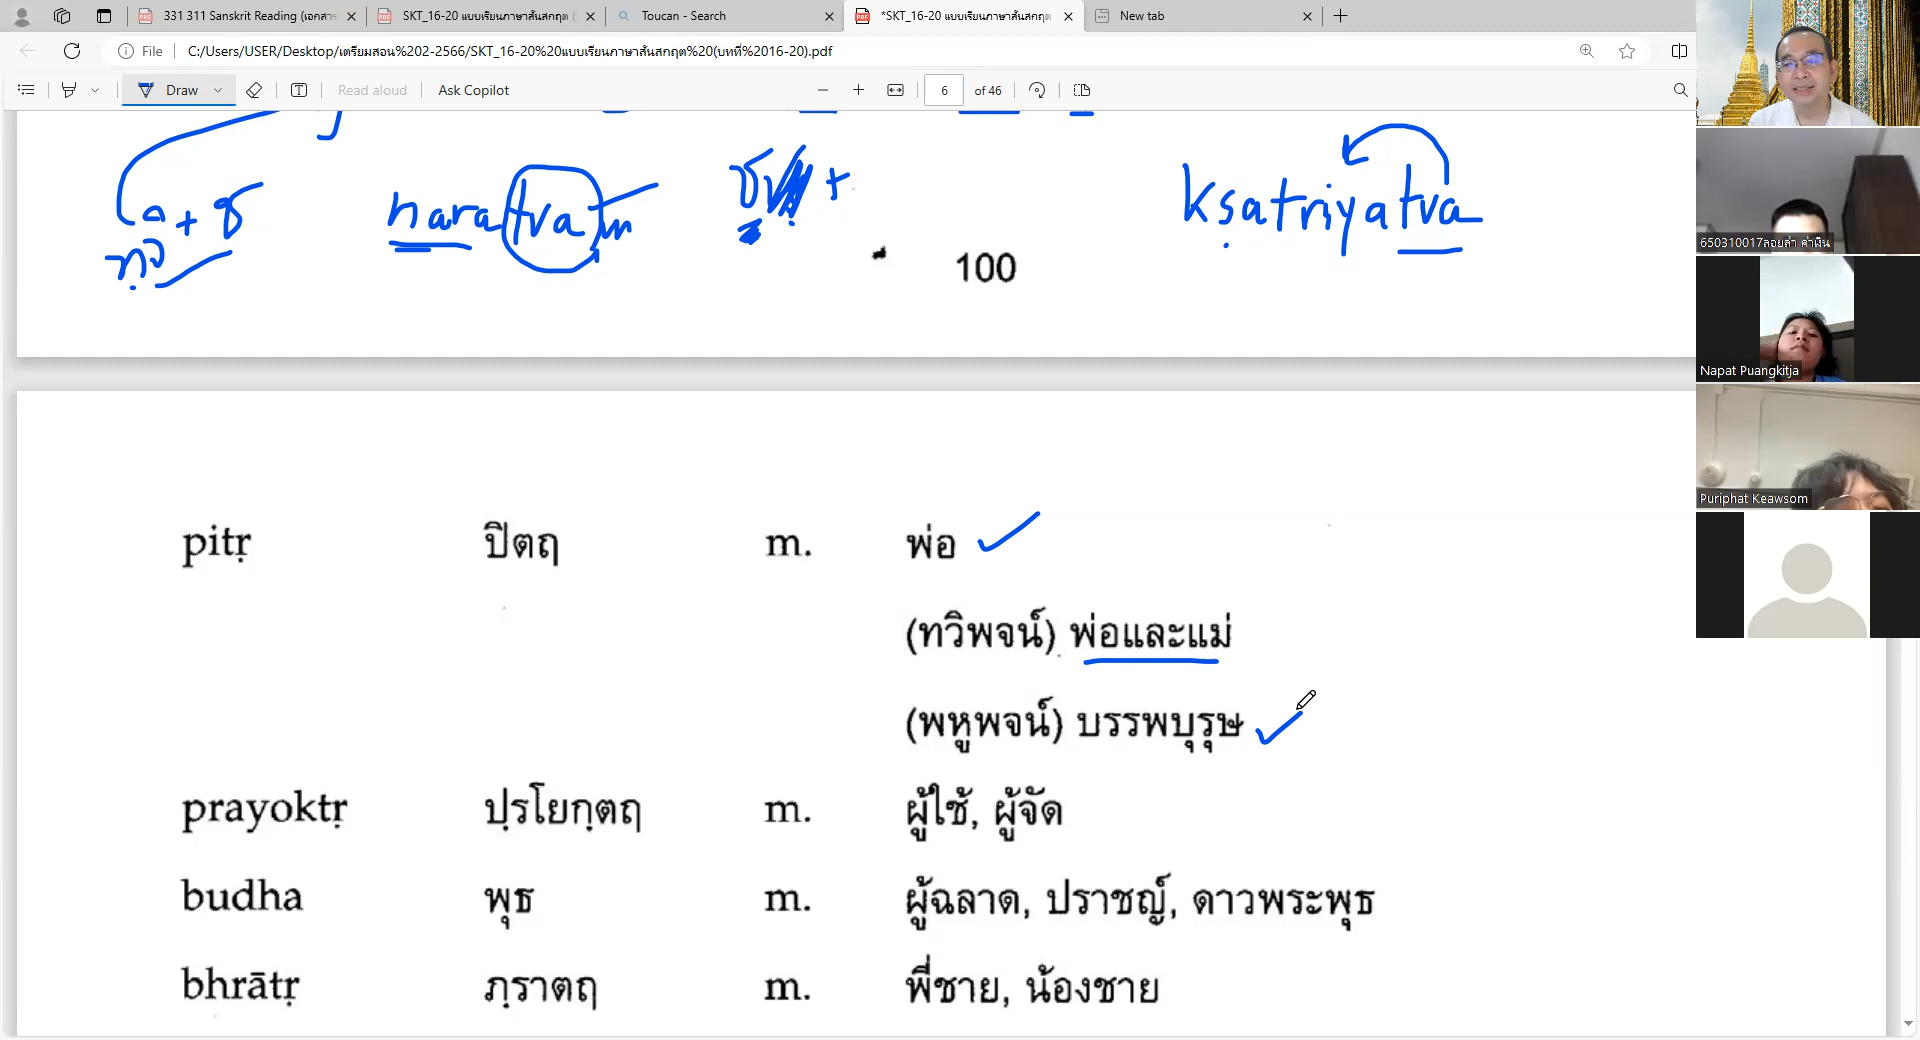 331 311 Sanskrit Reading (เอกสาร
SKT_16-20 แบบเรียนภาษาสันสกฤต (
Toucan - Search
*SKT_16-20 แบบเรียนภาษาสันสกฤต
New tab
File
C:/Users/USER/Desktop/เตรียมสอน%202-2566/SKT_16-20%20แบบเรียนภาษาสันสกฤต%20(บทที่%2016-20).pdf
Draw
Read aloud
Ask Copilot
6 of 46
naratvam
kṣatriyatva
100
pitṛ ปิตฤ m. พ่อ
(ทวิพจน์) พ่อและแม่
(พหูพจน์) บรรพบุรุษ
prayoktṛ ปฺรโยกฺตฤ m. ผู้ใช้, ผู้จัด
budha พุธ m. ผู้ฉลาด, ปราชญ์, ดาวพระพุธ
bhrātṛ ภฺราตฤ m. พี่ชาย, น้องชาย
650310017ลอยลำ คำเงิน
Napat Puangkitja
Puriphat Keawsom